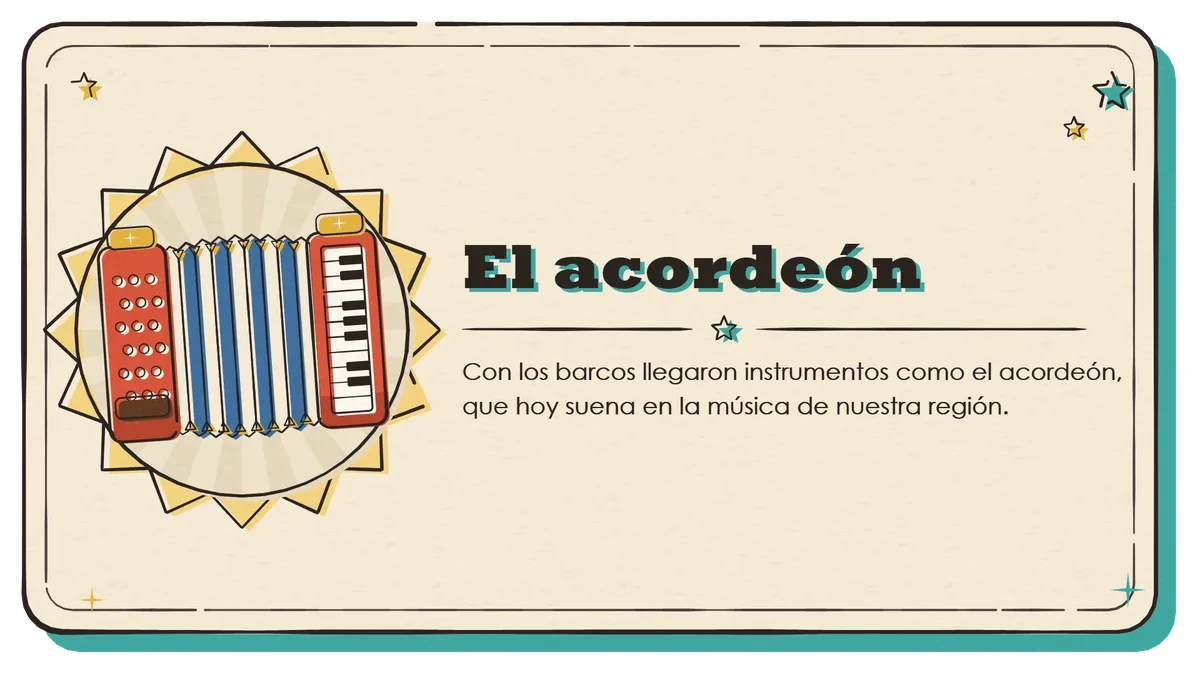 El acordeón
Con los barcos llegaron instrumentos como el acordeón,
que hoy suena en la música de nuestra región.